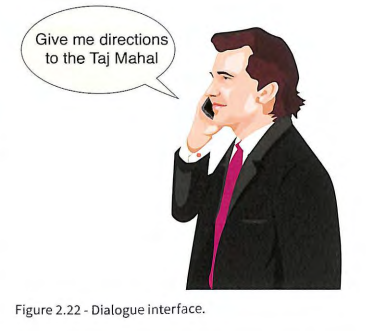 Give me directions
to the Taj Mahal
Figure 2.22 - Dialogue interface.